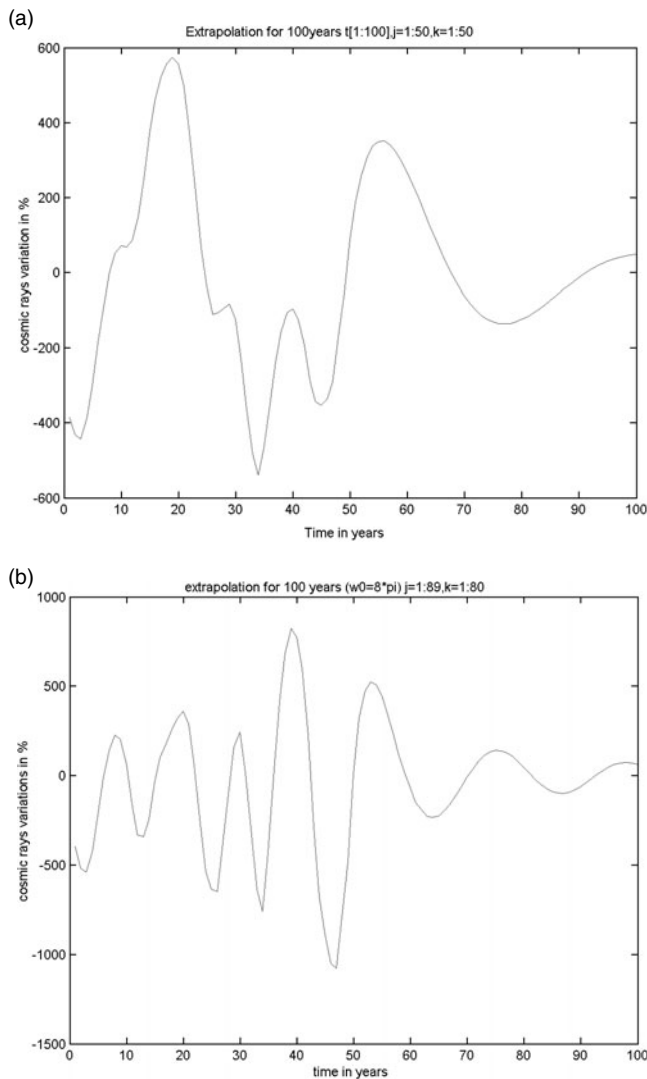 (a)
Extrapolation for 100years t[1:100],j=1:50,k=1:50
600
400
200
0
-200
-400
-600
cosmic rays variation in %
0 10 20 30 40 50 60 70 80 90 100
Time in years
(b)
extrapolation for 100 years (w0=8*pi) j=1:89,k=1:80
1000
500
0
-500
-1000
-1500
cosmic rays variations in %
0 10 20 30 40 50 60 70 80 90 100
time in years